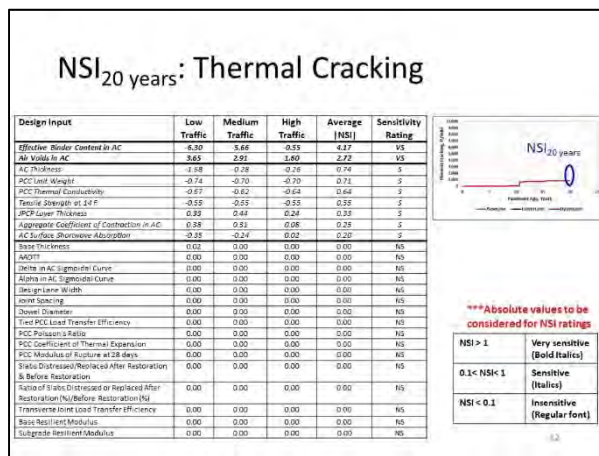 NSI20 years: Thermal Cracking
Design Input Low Traffic Medium Traffic High Traffic Average |NSI| Sensitivity Rating
Effective Binder Content in AC -6.30 5.66 -0.55 4.17 VS
Air Voids in AC 3.65 2.91 1.60 2.72 VS
AC Thickness -1.68 -0.28 -0.26 0.74 S
PCC Unit Weight -0.74 -0.70 -0.70 0.71 S
PCC Thermal Conductivity -0.67 -0.62 -0.64 0.64 S
Tensile Strength at 14 F -0.55 -0.55 -0.55 0.55 S
JPCP Layer Thickness 0.33 0.44 0.24 0.33 S
Aggregate Coefficient of Contraction in AC 0.38 0.31 0.06 0.25 S
AC Surface Shortwave Absorption -0.35 -0.24 0.02 0.20 S
Base Thickness 0.02 0.00 0.00 0.00 NS
AADTT 0.00 0.00 0.00 0.00 NS
Delta in AC Sigmoidal Curve 0.00 0.00 0.00 0.00 NS
Alpha in AC Sigmoidal Curve 0.00 0.00 0.00 0.00 NS
Design Lane Width 0.00 0.00 0.00 0.00 NS
Joint Spacing 0.00 0.00 0.00 0.00 NS
Dowel Diameter 0.00 0.00 0.00 0.00 NS
Tied PCC Load Transfer Efficiency 0.00 0.00 0.00 0.00 NS
PCC Poisson's Ratio 0.00 0.00 0.00 0.00 NS
PCC Coefficient of Thermal Expansion 0.00 0.00 0.00 0.00 NS
PCC Modulus of Rupture at 28 days 0.00 0.00 0.00 0.00 NS
Slabs Distressed/Replaced After Restoration & Before Restoration 0.00 0.00 0.00 0.00 NS
Ratio of Slabs Distressed or Replaced After Restoration (%)/Before Restoration (%) 0.00 0.00 0.00 0.00 NS
Transverse Joint Load Transfer Efficiency 0.00 0.00 0.00 0.00 NS
Base Resilient Modulus 0.00 0.00 0.00 0.00 NS
Subgrade Resilient Modulus 0.00 0.00 0.00 0.00 NS
NSI20 years
Pavement Age, Years
***Absolute values to be
considered for NSI ratings
NSI > 1 Very sensitive (Bold Italics)
0.1< NSI< 1 Sensitive (Italics)
NSI < 0.1 Insensitive (Regular font)